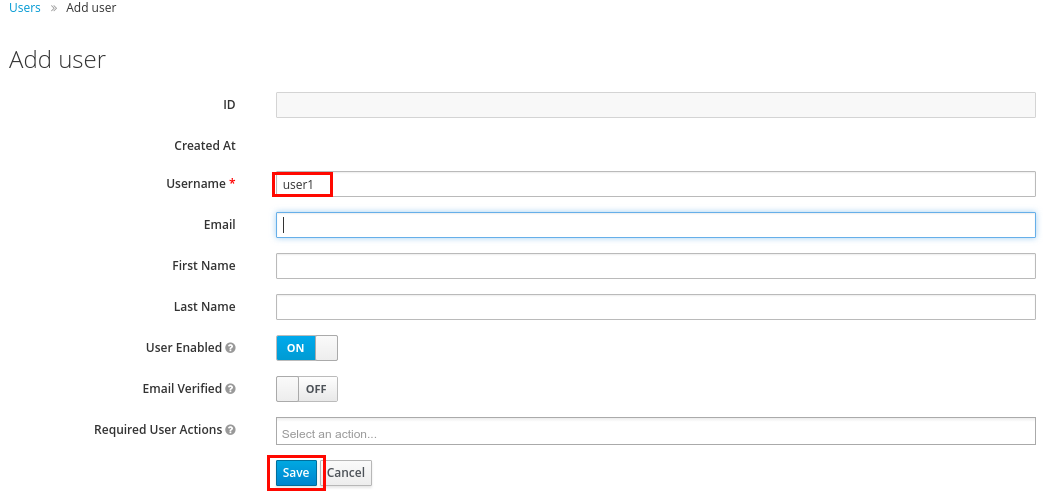 Users » Add user
Add user
ID
Created At
Username * user1
Email
First Name
Last Name
User Enabled ON
Email Verified OFF
Required User Actions Select an action...
Save Cancel